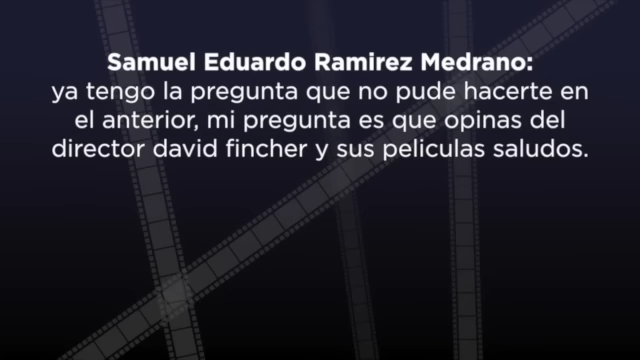 Samuel Eduardo Ramirez Medrano:
ya tengo la pregunta que no pude hacerte en
el anterior, mi pregunta es que opinas del
director david fincher y sus peliculas saludos.